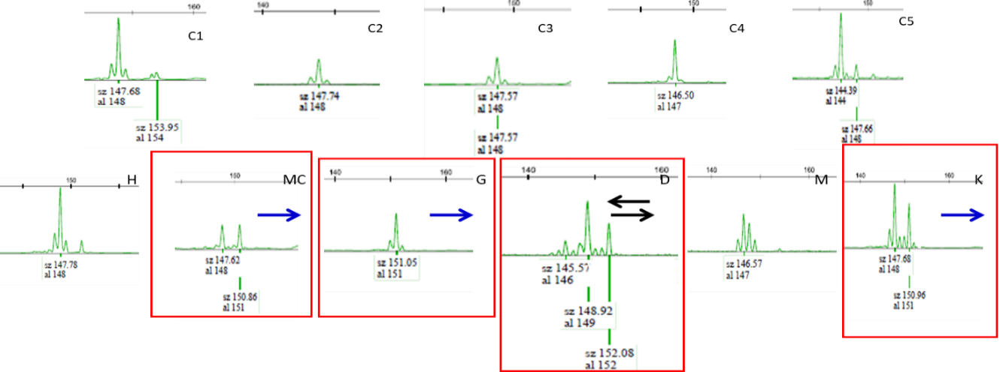 160
C1
sz 147.68
al 148
sz 153.95
al 154
140
C2
sz 147.74
al 148
150
C3
sz 147.57
al 148
sz 147.57
al 148
150
C4
sz 146.50
al 147
150
C5
sz 144.39
al 144
sz 147.66
al 148
150
H
sz 147.78
al 148
150
MC
sz 147.62
al 148
sz 150.86
al 151
140 160
G
sz 151.05
al 151
140 160
D
sz 145.57
al 146
sz 148.92
al 149
sz 152.08
al 152
140 160
M
sz 146.57
al 147
140 160
K
sz 147.68
al 148
sz 150.96
al 151